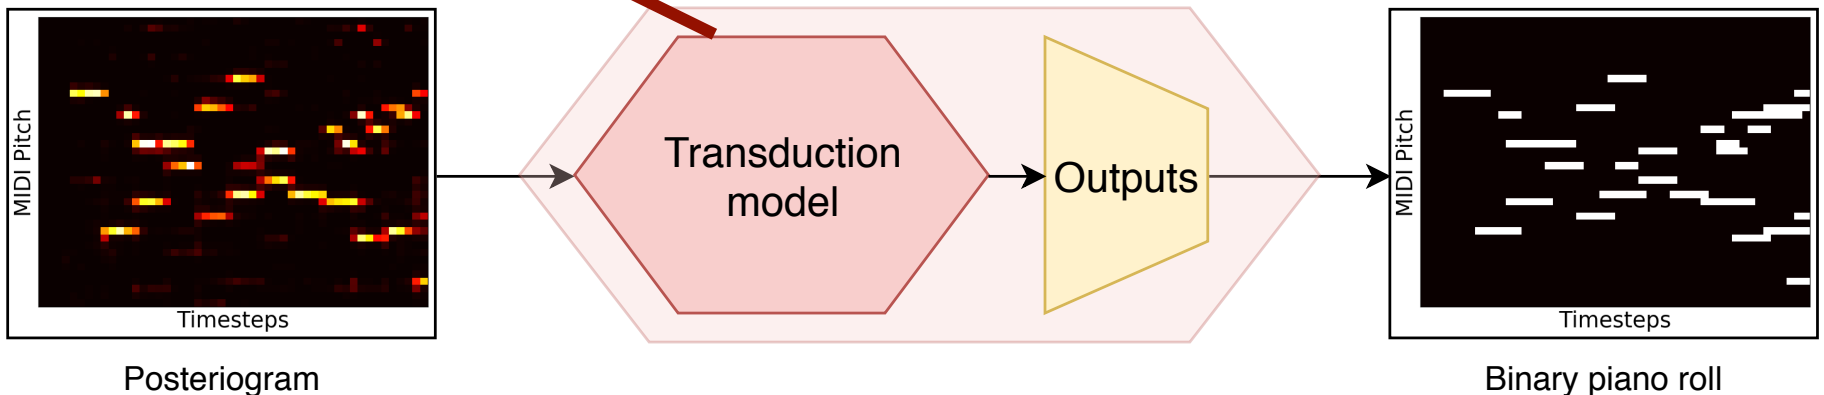 MIDI Pitch
Timesteps
Posteriogram
Transduction
model
Outputs
MIDI Pitch
Timesteps
Binary piano roll